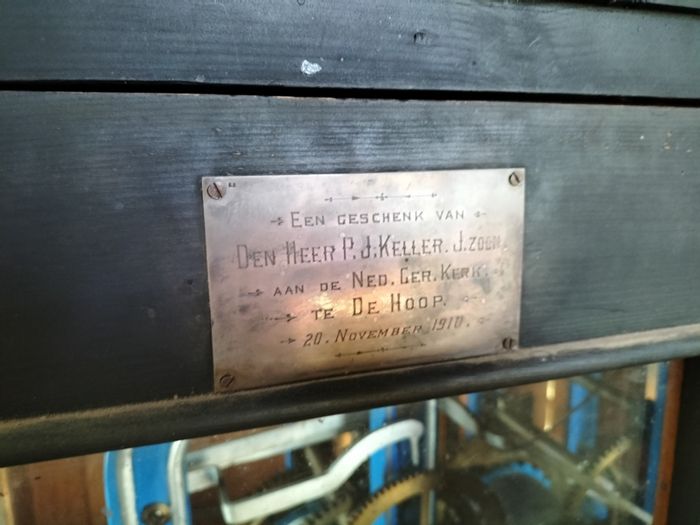 EEN GESCHENK VAN
DEN HEER P. J. KELLER. J. ZOON.
AAN DE NED. GER. KERK.
TE DE HOOP.
20. NOVEMBER 1910.